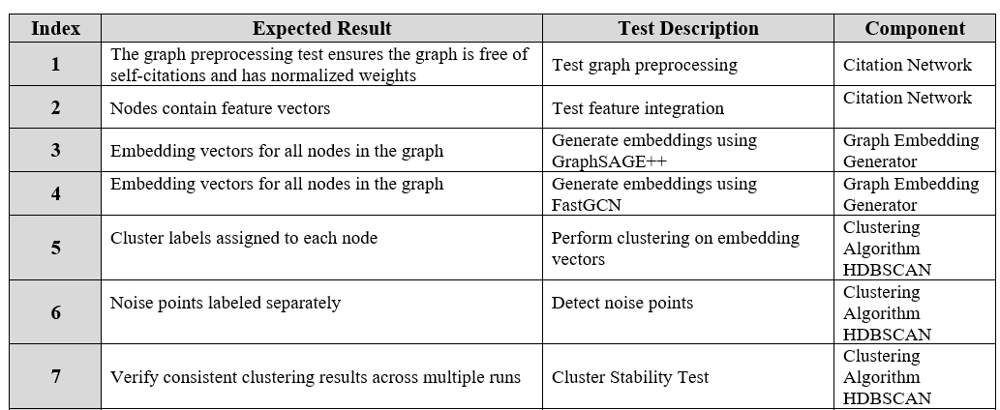 Index Expected Result Test Description Component
1 The graph preprocessing test ensures the graph is free of self-citations and has normalized weights Test graph preprocessing Citation Network
2 Nodes contain feature vectors Test feature integration Citation Network
3 Embedding vectors for all nodes in the graph Generate embeddings using GraphSAGE++ Graph Embedding Generator
4 Embedding vectors for all nodes in the graph Generate embeddings using FastGCN Graph Embedding Generator
5 Cluster labels assigned to each node Perform clustering on embedding vectors Clustering Algorithm HDBSCAN
6 Noise points labeled separately Detect noise points Clustering Algorithm HDBSCAN
7 Verify consistent clustering results across multiple runs Cluster Stability Test Clustering Algorithm HDBSCAN